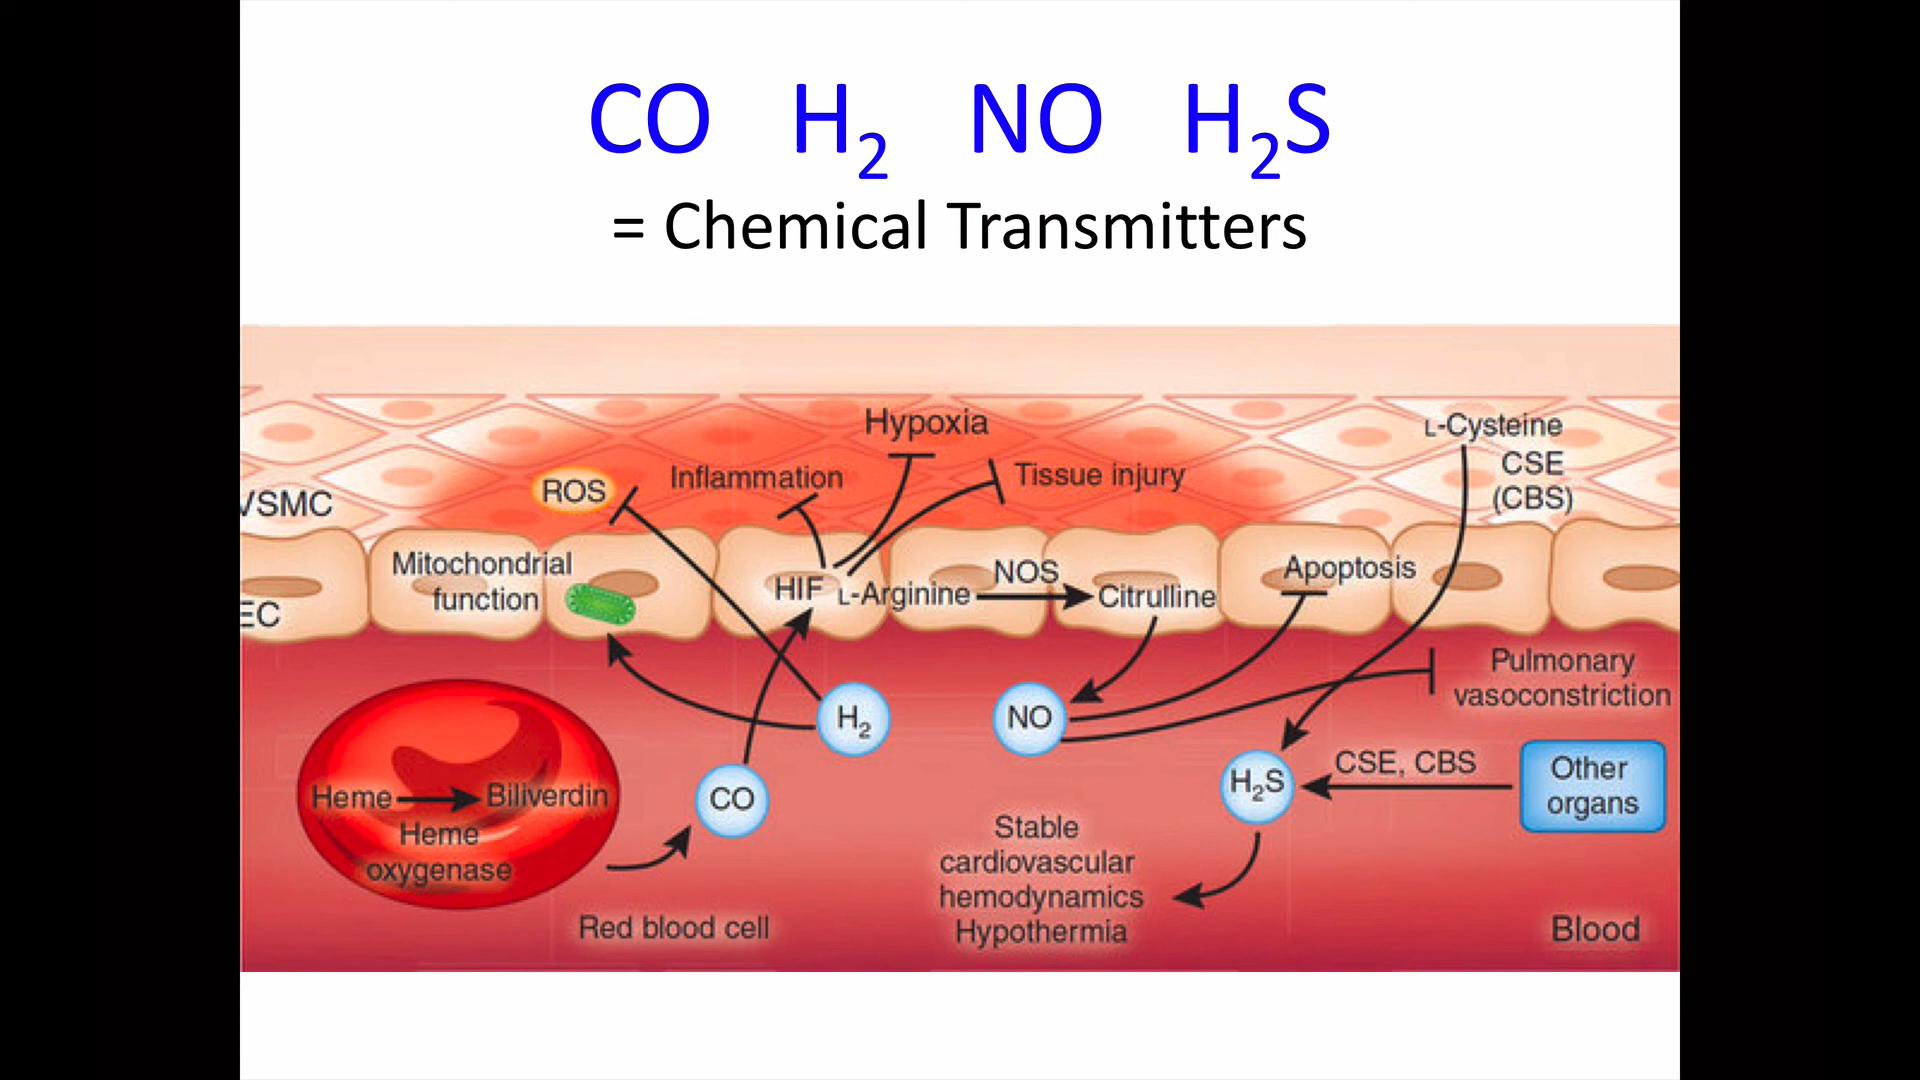 CO H₂ NO H₂S
= Chemical Transmitters
Hypoxia
L-Cysteine
CSE
(CBS)
Inflammation
Tissue injury
ROS
VSMC
Mitochondrial
function
HIF
L-Arginine
NOS
Citrulline
Apoptosis
EC
Pulmonary
vasoconstriction
H₂
NO
H₂S
CSE, CBS
Other
organs
Heme
Biliverdin
Heme
oxygenase
CO
Stable
cardiovascular
hemodynamics
Hypothermia
Red blood cell
Blood